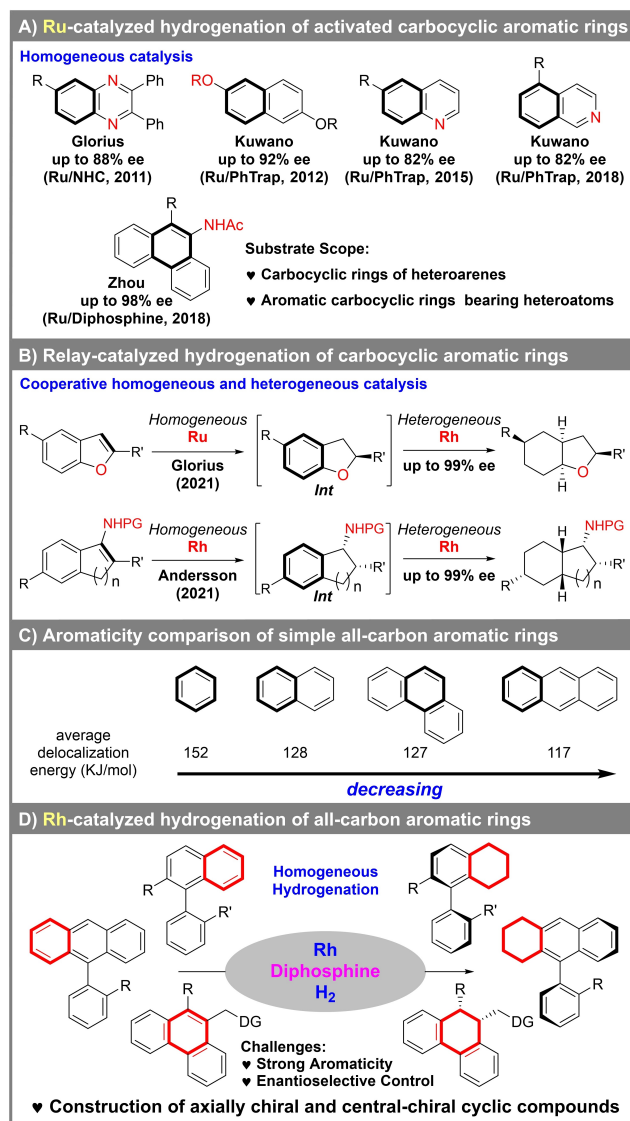 A) Ru-catalyzed hydrogenation of activated carbocyclic aromatic rings
Homogeneous catalysis
R
N
Ph
N
Ph
Glorius
up to 88% ee
(Ru/NHC, 2011)
RO
OR
Kuwano
up to 92% ee
(Ru/PhTrap, 2012)
R
N
Kuwano
up to 82% ee
(Ru/PhTrap, 2015)
R
N
Kuwano
up to 82% ee
(Ru/PhTrap, 2018)
R
NHAc
Zhou
up to 98% ee
(Ru/Diphosphine, 2018)
Substrate Scope:
♥ Carbocyclic rings of heteroarenes
♥ Aromatic carbocyclic rings bearing heteroatoms
B) Relay-catalyzed hydrogenation of carbocyclic aromatic rings
Cooperative homogeneous and heterogeneous catalysis
R
O
R'
Homogeneous
Ru
Glorius
(2021)
R
O
R'
Int
Heterogeneous
Rh
up to 99% ee
H
R
O
R'
H
NHPG
R'
R
( )n
Homogeneous
Rh
Andersson
(2021)
NHPG
R'
R
( )n
Int
Heterogeneous
Rh
up to 99% ee
H
NHPG
R'
R
( )n
H
C) Aromaticity comparison of simple all-carbon aromatic rings
average
delocalization
energy (KJ/mol)
152 128 127 117
decreasing
D) Rh-catalyzed hydrogenation of all-carbon aromatic rings
R
R'
Homogeneous
Hydrogenation
R
R'
R
Rh
Diphosphine
H2
R
R
DG
Challenges:
♥ Strong Aromaticity
♥ Enantioselective Control
R
DG
♥ Construction of axially chiral and central-chiral cyclic compounds